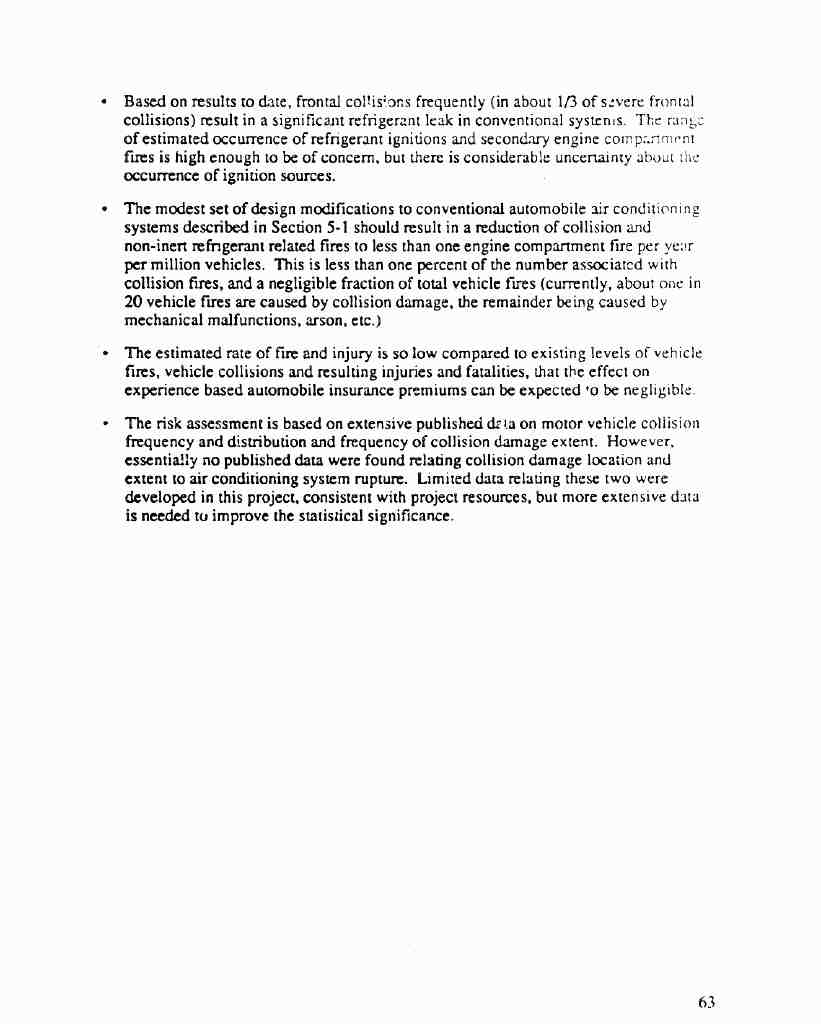 • Based on results to date, frontal collisions frequently (in about 1/3 of severe frontal
collisions) result in a significant refrigerant leak in conventional systems. The range
of estimated occurrence of refrigerant ignitions and secondary engine compartment
fires is high enough to be of concern, but there is considerable uncertainty about the
occurrence of ignition sources.
• The modest set of design modifications to conventional automobile air conditioning
systems described in Section 5-1 should result in a reduction of collision and
non-inert refrigerant related fires to less than one engine compartment fire per year
per million vehicles. This is less than one percent of the number associated with
collision fires, and a negligible fraction of total vehicle fires (currently, about one in
20 vehicle fires are caused by collision damage, the remainder being caused by
mechanical malfunctions, arson, etc.)
• The estimated rate of fire and injury is so low compared to existing levels of vehicle
fires, vehicle collisions and resulting injuries and fatalities, that the effect on
experience based automobile insurance premiums can be expected to be negligible.
• The risk assessment is based on extensive published data on motor vehicle collision
frequency and distribution and frequency of collision damage extent. However,
essentially no published data were found relating collision damage location and
extent to air conditioning system rupture. Limited data relating these two were
developed in this project, consistent with project resources, but more extensive data
is needed to improve the statistical significance.
63